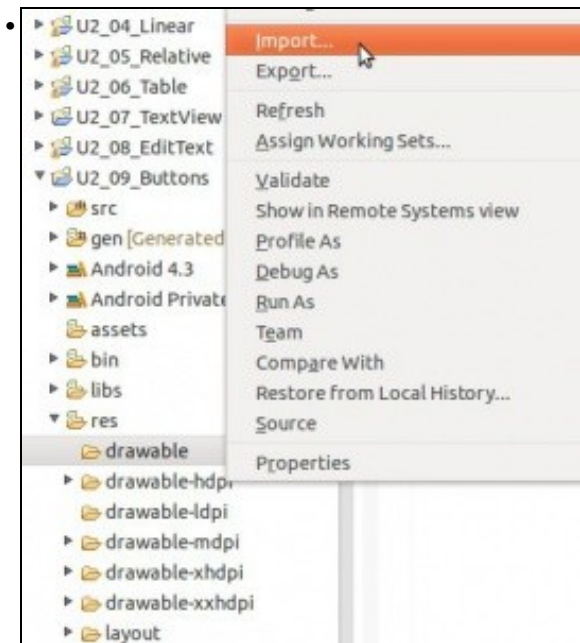 U2_04_Linear
U2_05_Relative
U2_06_Table
U2_07_TextView
U2_08_EditText
U2_09_Buttons
src
gen [Generated
Android 4.3
Android Private
assets
bin
libs
res
drawable
drawable-hdpi
drawable-ldpi
drawable-mdpi
drawable-xhdpi
drawable-xxhdpi
layout
Import...
Export...
Refresh
Assign Working Sets...
Validate
Show in Remote Systems view
Profile As
Debug As
Run As
Team
Compare With
Restore from Local History...
Source
Properties